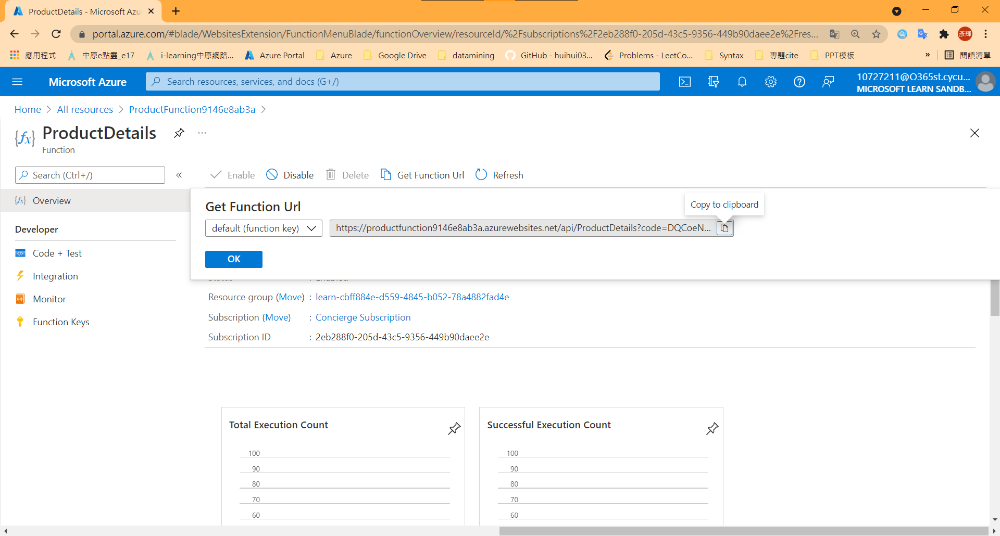 ProductDetails - Microsoft Azu
portal.azure.com/#blade/WebsitesExtension/FunctionMenuBlade/functionOverview/resourceId/%2Fsubscriptions%2F2eb288f0-205d-43c5-9356-449b90daee2e%2Fres...
彥輝
應用程式
中原e點靈_e17
i-learning中原網路...
Azure Portal
Azure
Google Drive
datamining
GitHub - huihui03...
Problems - LeetCo...
Syntax
專題cite
PPT模板
»
閱讀清單
Microsoft Azure
Search resources, services, and docs (G+/)
10727211@O365st.cycu...
MICROSOFT LEARN SANDB...
Home > All resources > ProductFunction9146e8ab3a >
{fx}
ProductDetails
...
Function
Search (Ctrl+/)
«
Enable
Disable
Delete
Get Function Url
Refresh
Overview
Get Function Url
Copy to clipboard
default (function key)
https://productfunction9146e8ab3a.azurewebsites.net/api/ProductDetails?code=DQCoeN...
OK
Developer
Code + Test
Integration
Monitor
Function Keys
Status : Enabled
Resource group (Move) : learn-cbff884e-d559-4845-b052-78a4882fad4e
Subscription (Move) : Concierge Subscription
Subscription ID : 2eb288f0-205d-43c5-9356-449b90daee2e
Total Execution Count
100
90
80
70
60
Successful Execution Count
100
90
80
70
60